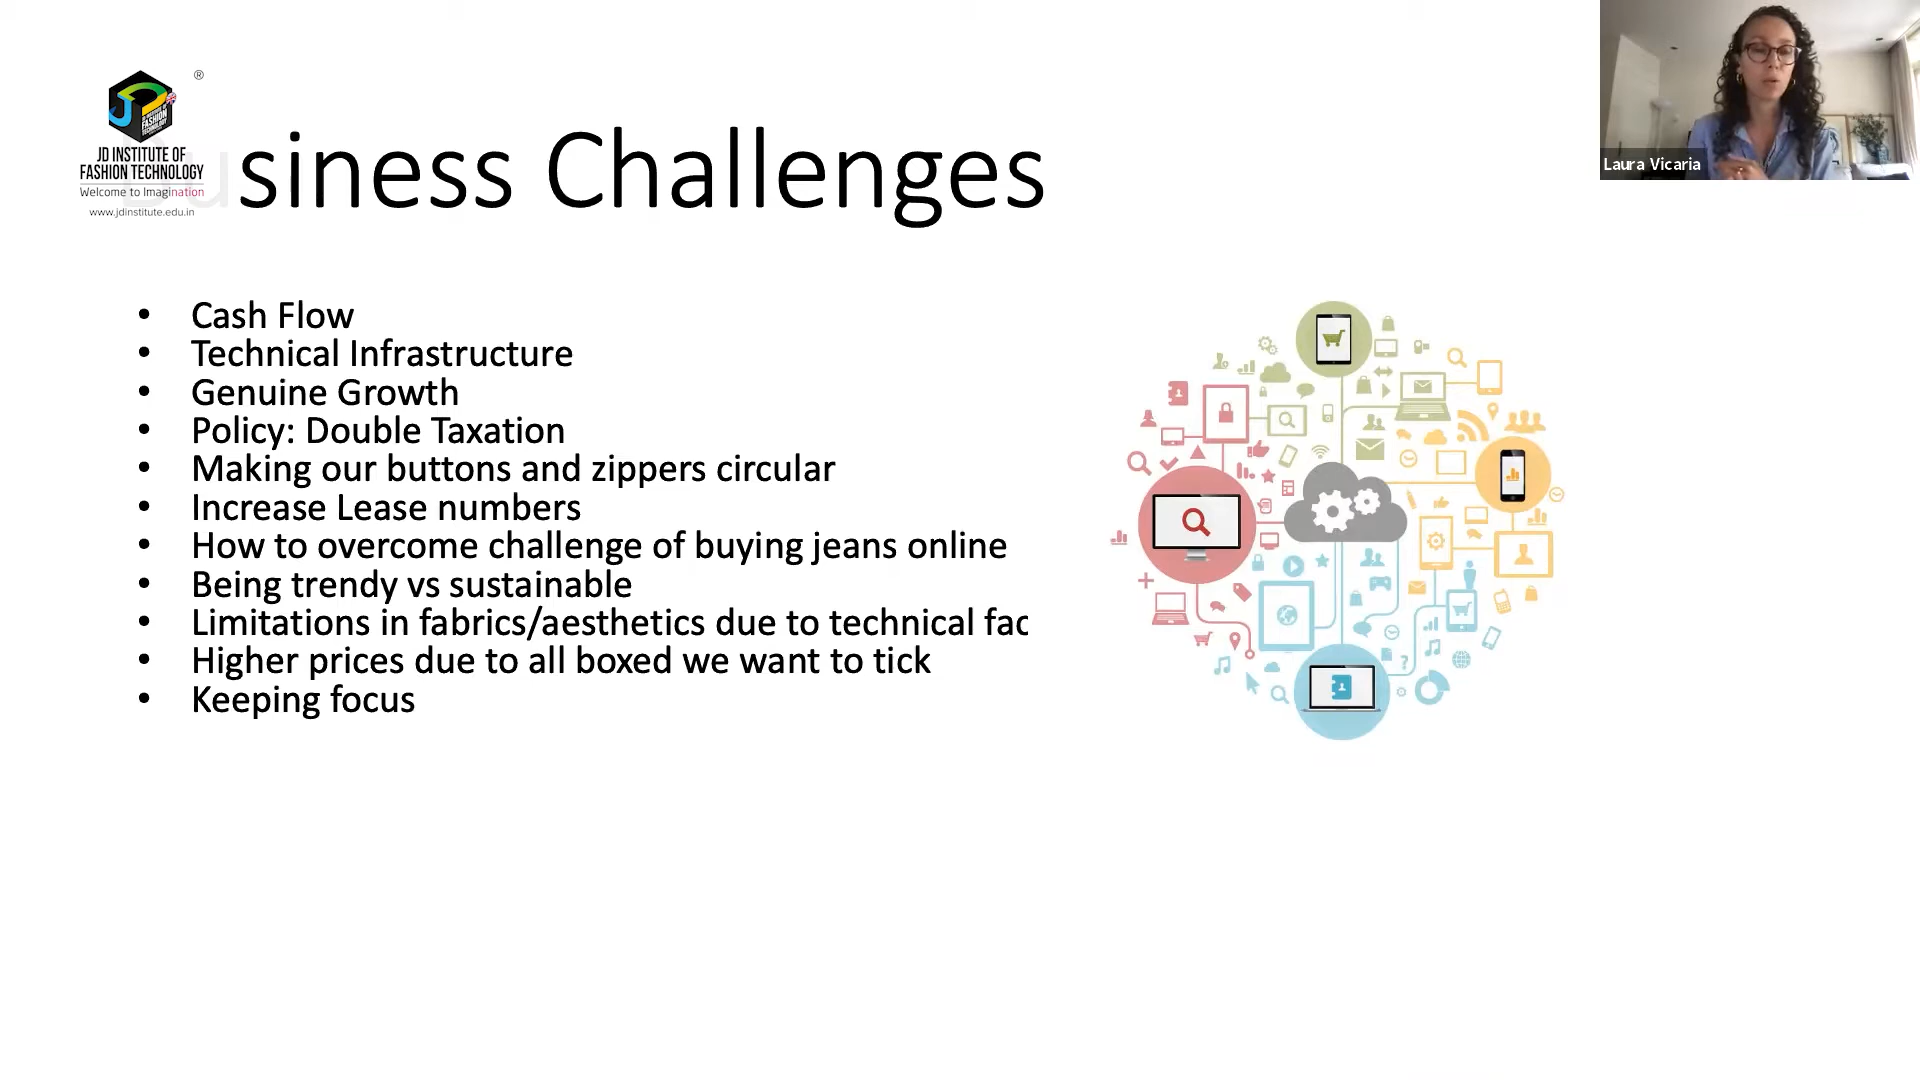 ®
JD INSTITUTE OF
FASHION TECHNOLOGY
Welcome to Imagination
www.jdinstitute.edu.in
Business Challenges
Laura Vicaria
• Cash Flow
• Technical Infrastructure
• Genuine Growth
• Policy: Double Taxation
• Making our buttons and zippers circular
• Increase Lease numbers
• How to overcome challenge of buying jeans online
• Being trendy vs sustainable
• Limitations in fabrics/aesthetics due to technical fac
• Higher prices due to all boxed we want to tick
• Keeping focus